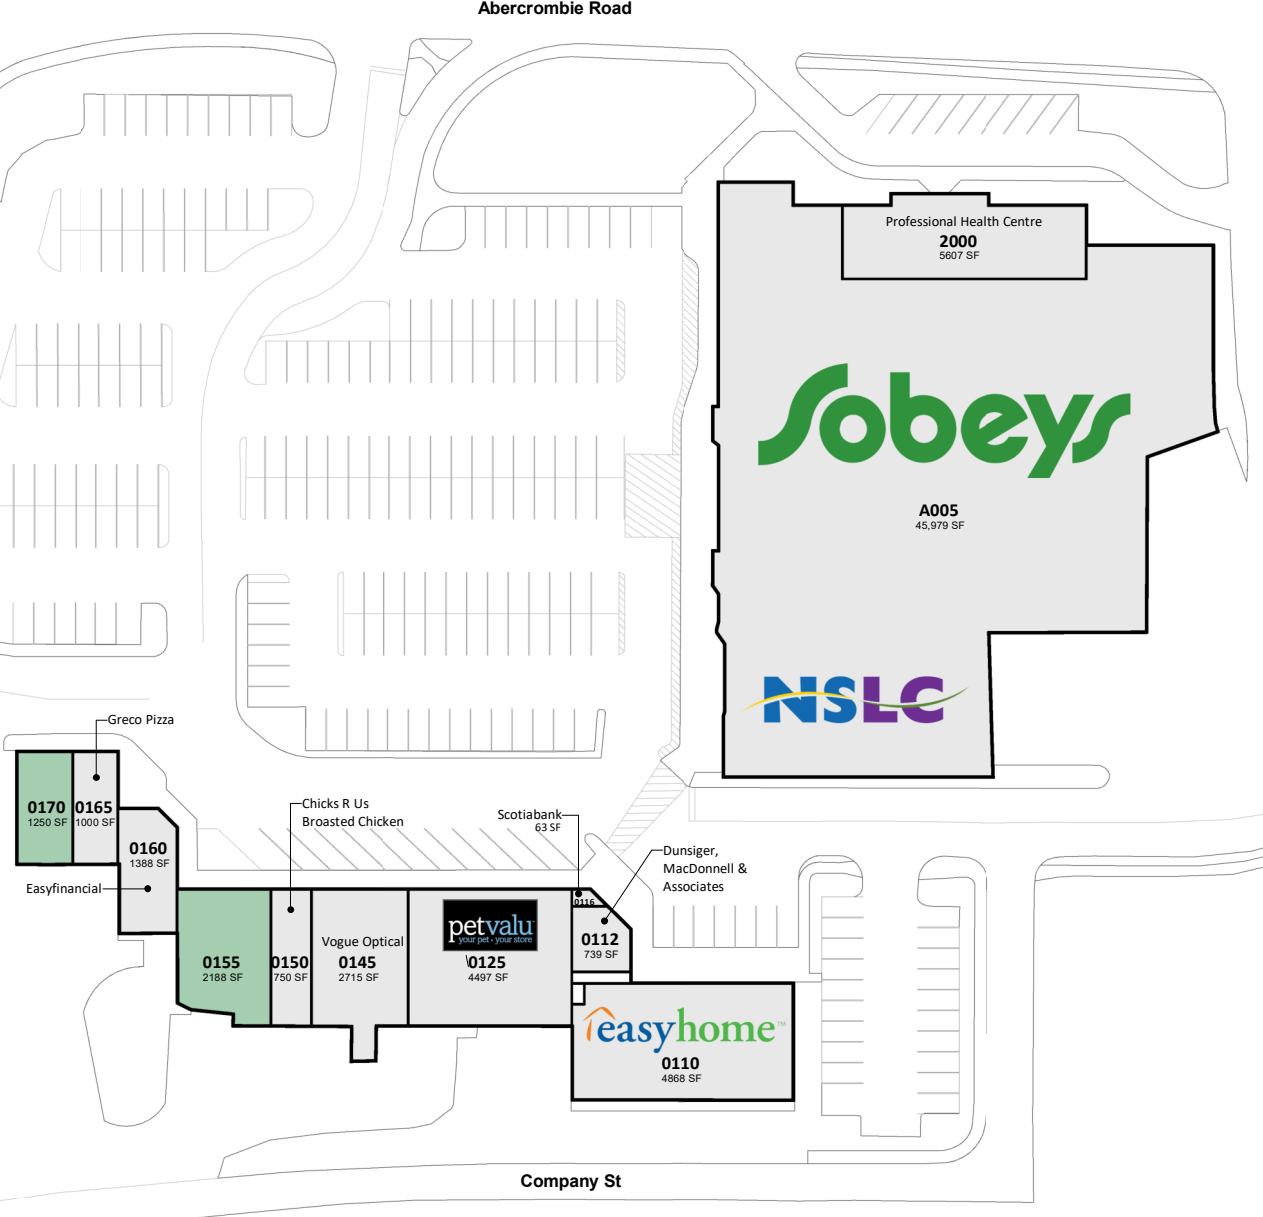 Abercrombie Road
Professional Health Centre
2000
5607 SF
Sobeys
A005
45,979 SF
NSLC
Greco Pizza
0170
1250 SF
0165
1000 SF
0160
1388 SF
Easyfinancial
Chicks R Us
Broasted Chicken
Scotiabank
63 SF
0116
Dunsiger,
MacDonnell &
Associates
0112
739 SF
0155
2188 SF
0150
750 SF
Vogue Optical
0145
2715 SF
petvalu
your pet • your store
\0125
4497 SF
easyhome™
0110
4868 SF
Company St